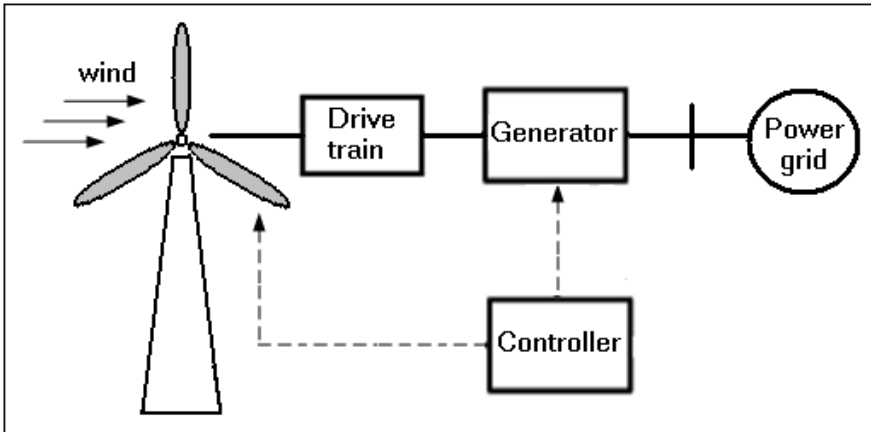 wind
Drive
train
Generator
Power
grid
Controller